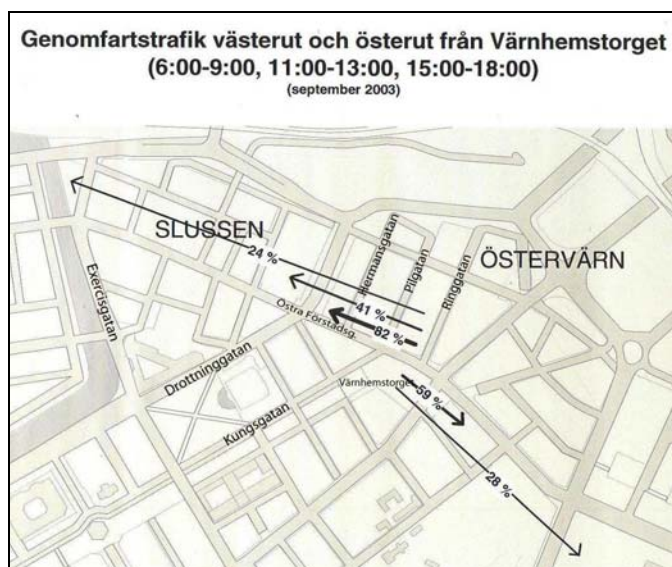 Genomfartstrafik västerut och österut från Värnhemstorget
(6:00-9:00, 11:00-13:00, 15:00-18:00)
(september 2003)
SLUSSEN
24 %
Hermansgatan
Pilgatan
Ringgatan
ÖSTERVÄRN
Exercisgatan
41 %
Östra Förstadsg.
82 %
Drottninggatan
Värnhemstorget
59 %
Kungsgatan
28 %